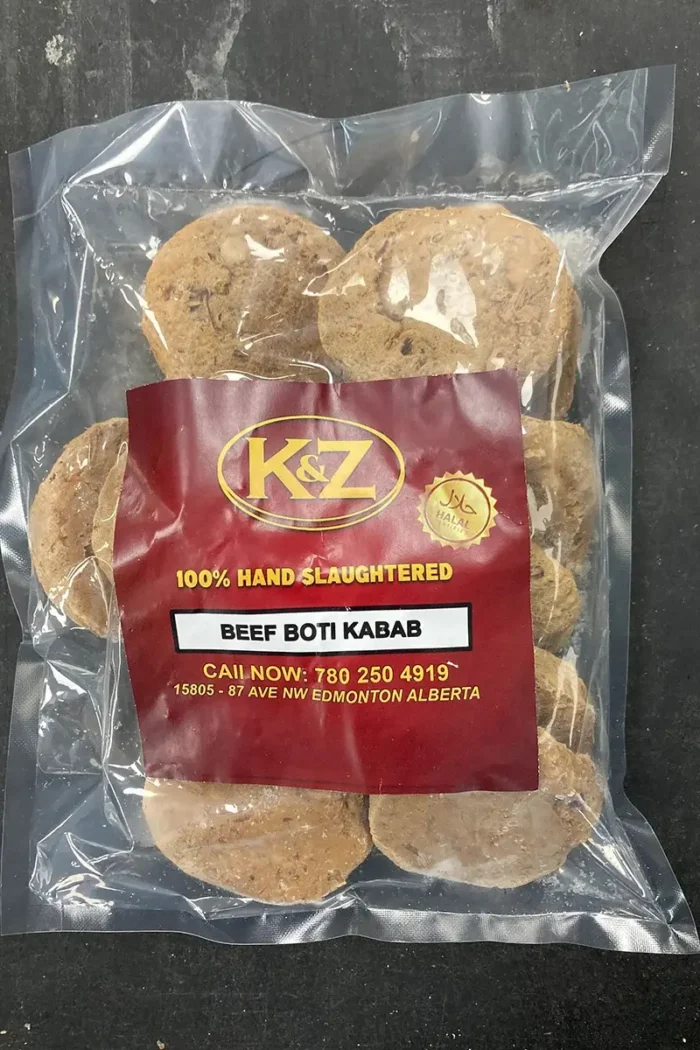 K&Z
حلال
HALAL
100% HAND SLAUGHTERED
BEEF BOTI KABAB
CAll NOW: 780 250 4919
15805 - 87 AVE NW EDMONTON ALBERTA